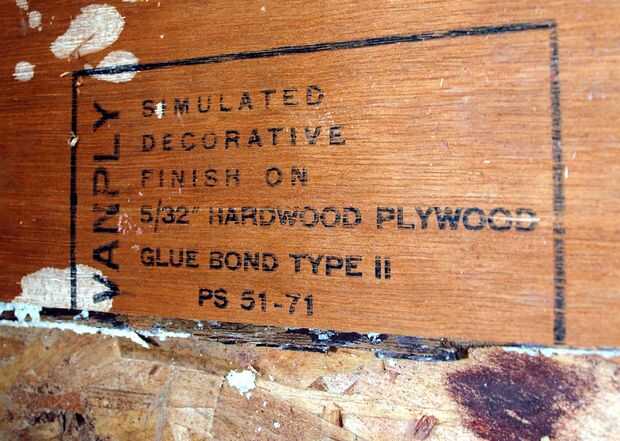 VANPLY
SIMULATED
DECORATIVE
FINISH ON
5/32" HARDWOOD PLYWOOD
GLUE BOND TYPE II
PS 51-71